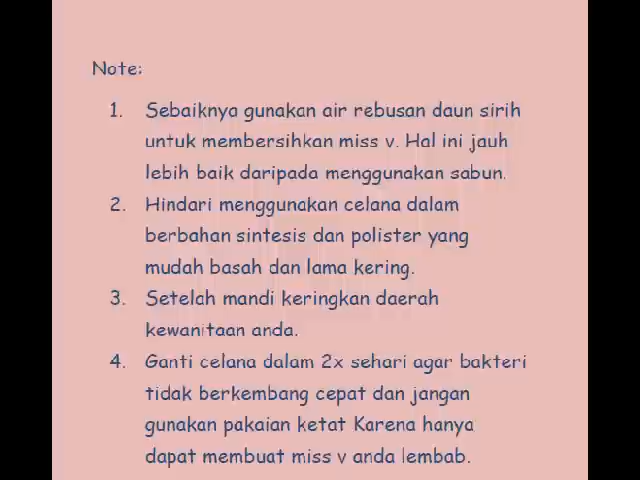 Note:
1. Sebaiknya gunakan air rebusan daun sirih
untuk membersihkan miss v. Hal ini jauh
lebih baik daripada menggunakan sabun.
2. Hindari menggunakan celana dalam
berbahan sintesis dan polister yang
mudah basah dan lama kering.
3. Setelah mandi keringkan daerah
kewanitaan anda.
4. Ganti celana dalam 2x sehari agar bakteri
tidak berkembang cepat dan jangan
gunakan pakaian ketat Karena hanya
dapat membuat miss v anda lembab.